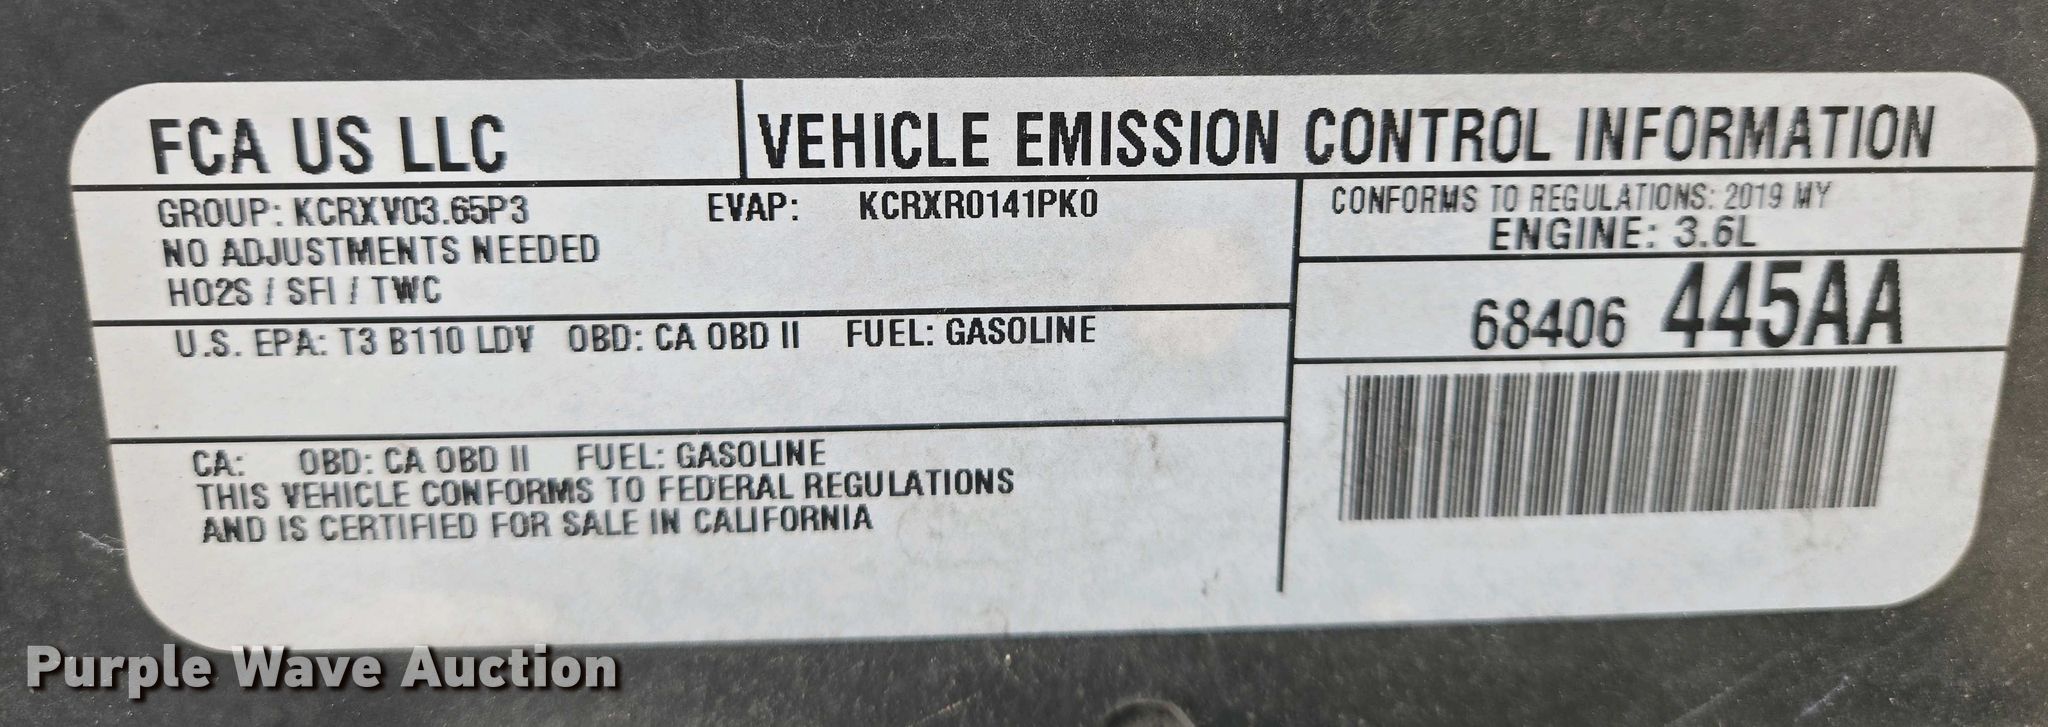 FCA US LLC
VEHICLE EMISSION CONTROL INFORMATION
GROUP: KCRXV03.65P3 EVAP: KCRXR0141PK0
NO ADJUSTMENTS NEEDED
HO2S / SFI / TWC
CONFORMS TO REGULATIONS: 2019 MY
ENGINE: 3.6L
68406 445AA
U.S. EPA: T3 B110 LDV OBD: CA OBD II FUEL: GASOLINE
CA: OBD: CA OBD II FUEL: GASOLINE
THIS VEHICLE CONFORMS TO FEDERAL REGULATIONS
AND IS CERTIFIED FOR SALE IN CALIFORNIA
Purple Wave Auction